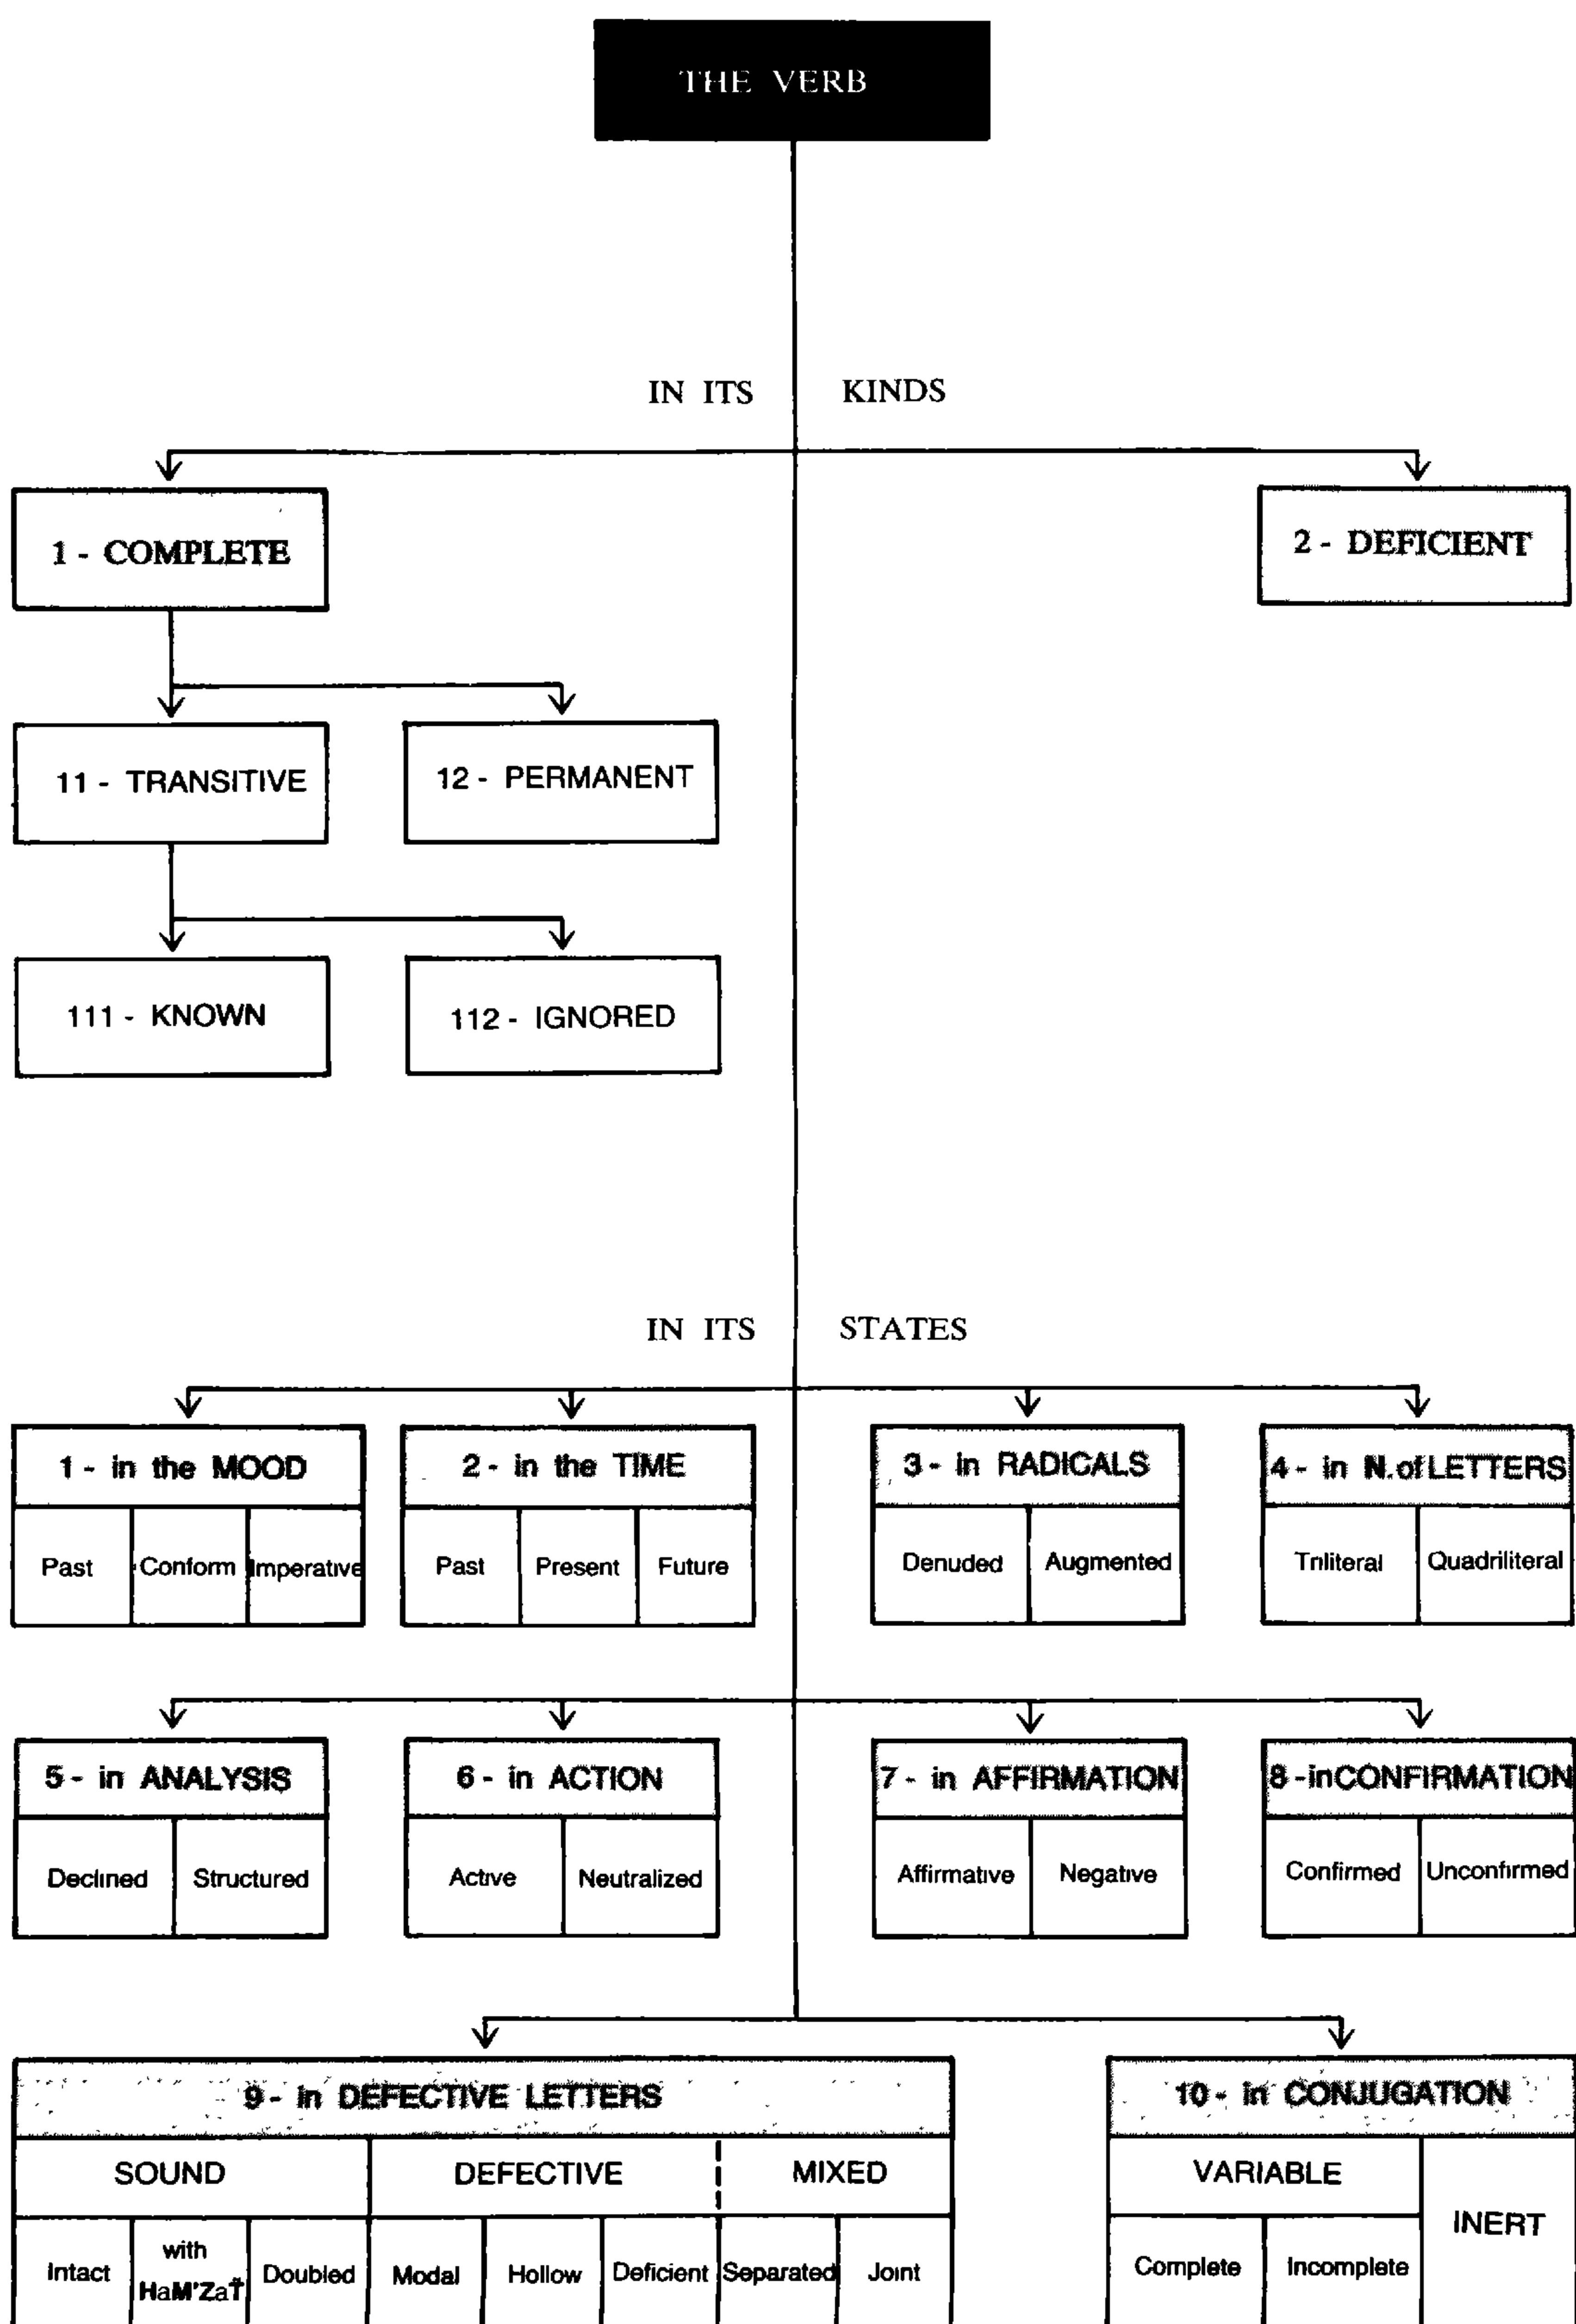 THE VERB
IN ITS KINDS
1 - COMPLETE
2 - DEFICIENT
11 - TRANSITIVE
12 - PERMANENT
111 - KNOWN
112 - IGNORED
IN ITS STATES
1 - in the MOOD
2 - in the TIME
3 - in RADICALS
4 - in N.of LETTERS
Past
Conform
Imperative
Past
Present
Future
Denuded
Augmented
Triliteral
Quadriliteral
5 - in ANALYSIS
6 - in ACTION
7 - in AFFIRMATION
8 -inCONFIRMATION
Declined
Structured
Active
Neutralized
Affirmative
Negative
Confirmed
Unconfirmed
9 - in DEFECTIVE LETTERS
10 - in CONJUGATION
SOUND
DEFECTIVE
MIXED
VARIABLE
INERT
Intact
with
HaM'ZaT̈
Doubled
Modal
Hollow
Deficient
Separated
Joint
Complete
Incomplete